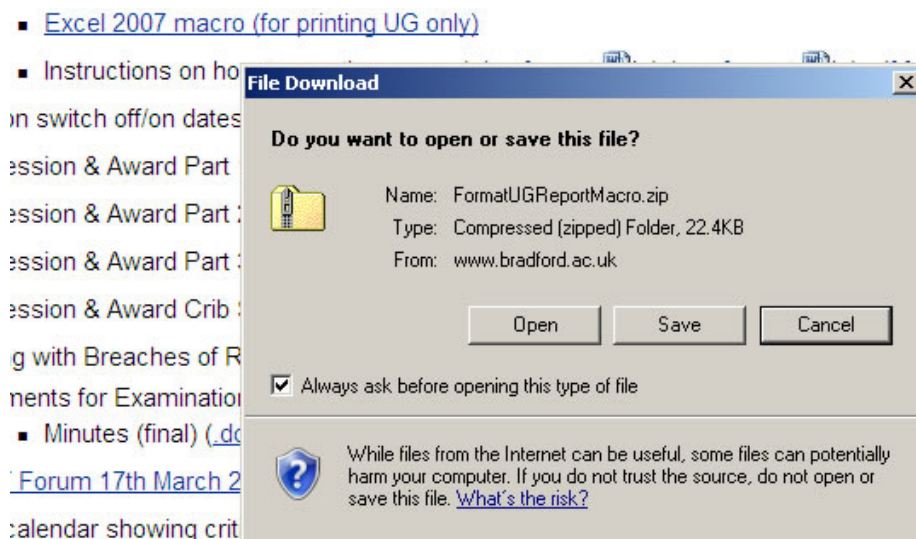 Excel 2007 macro (for printing UG only)
Instructions on ho
File Download
on switch off/on dates
ession & Award Part
ession & Award Part 2
ession & Award Part 3
ession & Award Crib
g with Breaches of R
ments for Examination
Minutes (final) (.do
Forum 17th March 2
calendar showing crit
Do you want to open or save this file?
Name: FormatUGReportMacro.zip
Type: Compressed (zipped) Folder, 22.4KB
From: www.bradford.ac.uk
Open Save Cancel
Always ask before opening this type of file
While files from the Internet can be useful, some files can potentially
harm your computer. If you do not trust the source, do not open or
save this file. What's the risk?